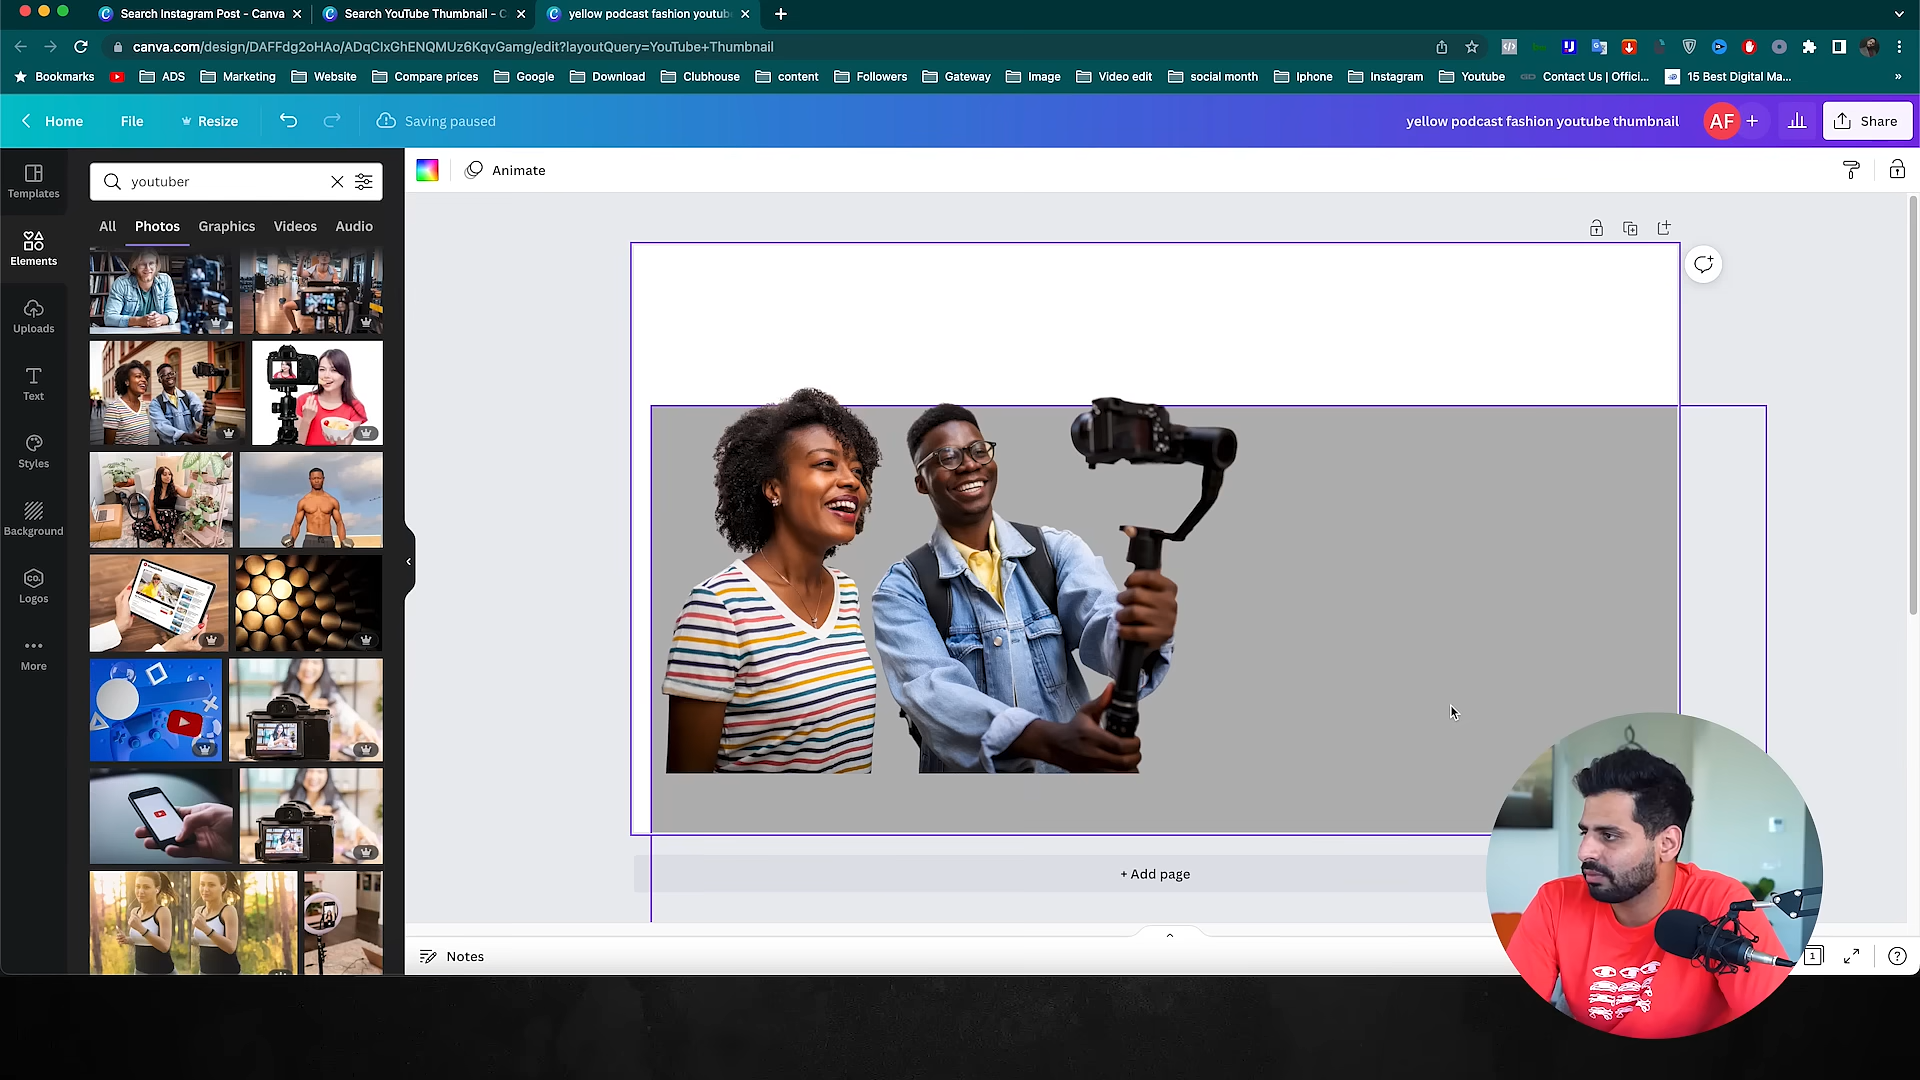 Search Instagram Post - Canva
Search YouTube Thumbnail - C
yellow podcast fashion youtub
canva.com/design/DAFFdg2oHAo/ADqCIxGhENQMUz6KqvGamg/edit?layoutQuery=YouTube+Thumbnail
Bookmarks ADS Marketing Website Compare prices Google Download Clubhouse content Followers Gateway Image Video edit social month Iphone Instagram Youtube Contact Us | Offici... 15 Best Digital Ma... »
Home File Resize Saving paused yellow podcast fashion youtube thumbnail AF + Share
Templates
youtuber
Animate
All Photos Graphics Videos Audio
Elements
Uploads
Text
Styles
Background
CO.
Logos
More
+ Add page
Notes
1
?